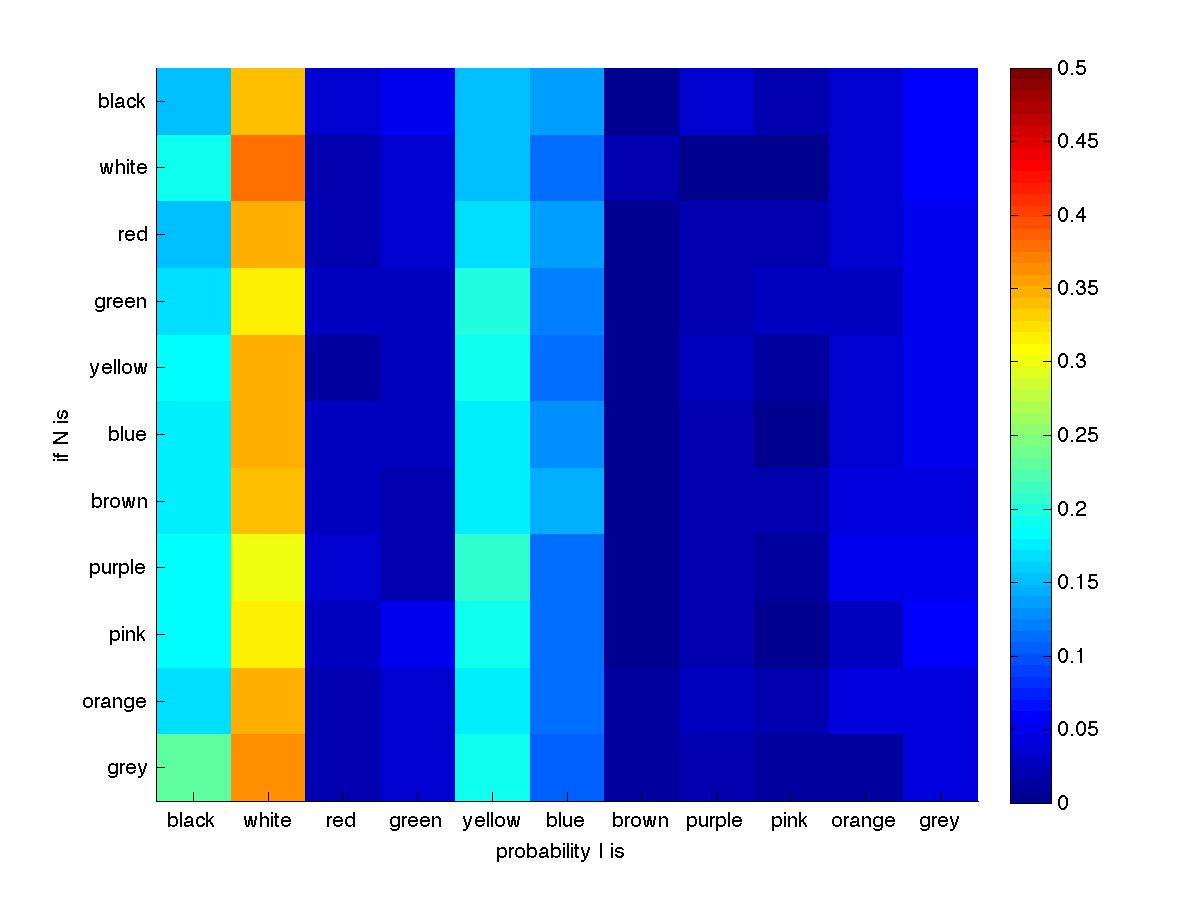 black
white
red
green
yellow
blue
brown
purple
pink
orange
grey
if N is
black white red green yellow blue brown purple pink orange grey
probability I is
0.5
0.45
0.4
0.35
0.3
0.25
0.2
0.15
0.1
0.05
0